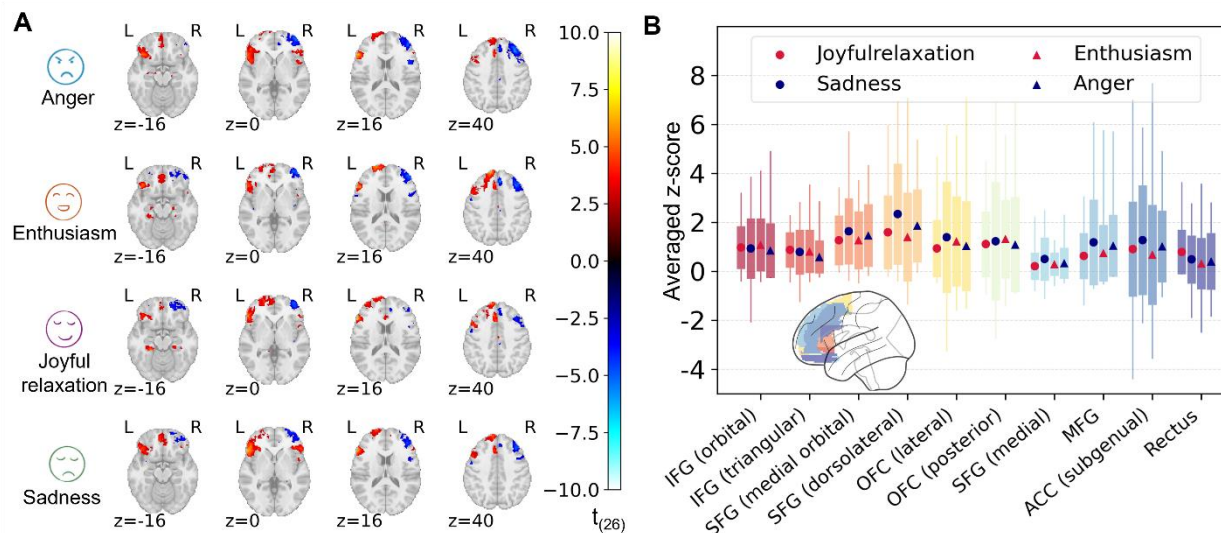 A
L R L R L R L R
Anger
z=-16 z=0 z=16 z=40
L R L R L R L R
Enthusiasm
z=-16 z=0 z=16 z=40
L R L R L R L R
Joyful
relaxation
z=-16 z=0 z=16 z=40
L R L R L R L R
Sadness
z=-16 z=0 z=16 z=40
10.0
7.5
5.0
2.5
0.0
−2.5
−5.0
−7.5
−10.0
t(26)
B
Joyfulrelaxation Enthusiasm
Sadness Anger
Averaged z-score
8
6
4
2
0
-2
-4
IFG (orbital)
IFG (triangular)
SFG (medial orbital)
SFG (dorsolateral)
OFC (lateral)
OFC (posterior)
SFG (medial)
MFG
ACC (subgenual)
Rectus